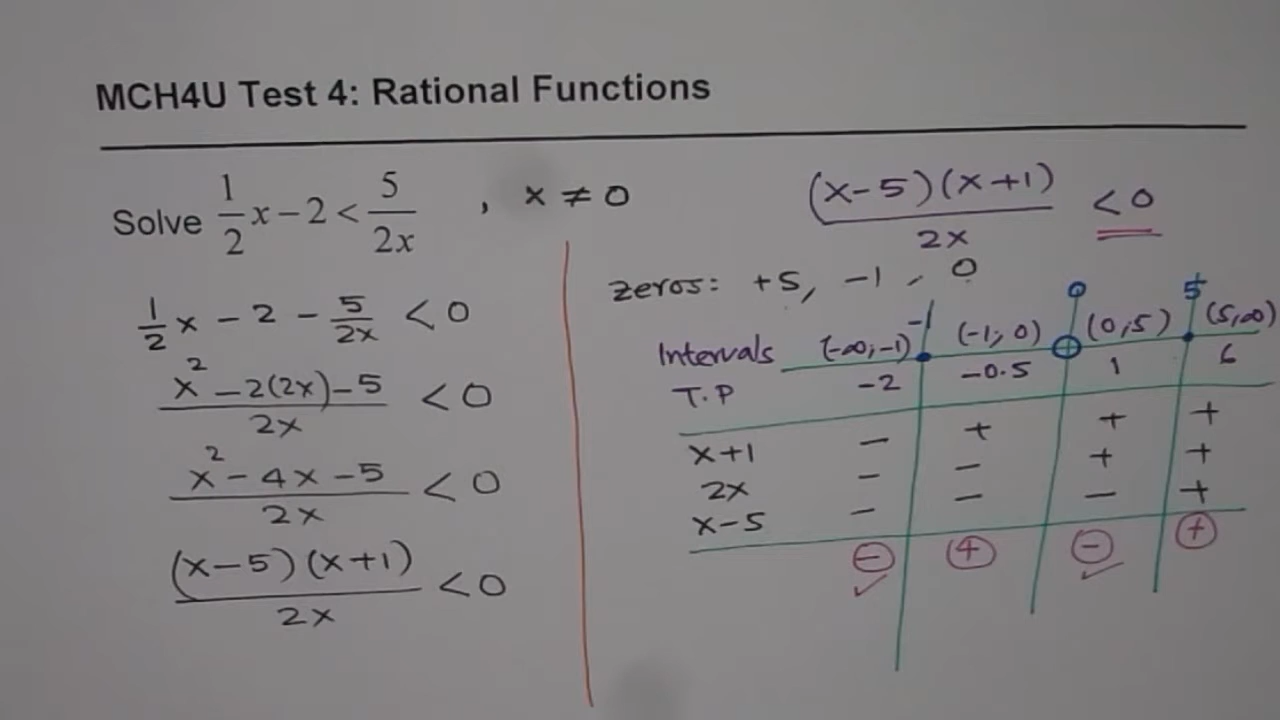 MCH4U Test 4: Rational Functions
Solve 1/2 x − 2 < 5/2x , x ≠ 0
1/2 x − 2 − 5/2x < 0
x² − 2(2x) − 5 / 2x < 0
x² − 4x − 5 / 2x < 0
(x−5)(x+1) / 2x < 0
(x−5)(x+1) / 2x < 0
zeros: +5, −1, 0
−1 0 5
Intervals (−∞,−1) (−1,0) (0,5) (5,∞)
T.P −2 −0.5 1 6
x+1 − + + +
2x − − + +
x−5 − − − +
− + − +
✓ ✓